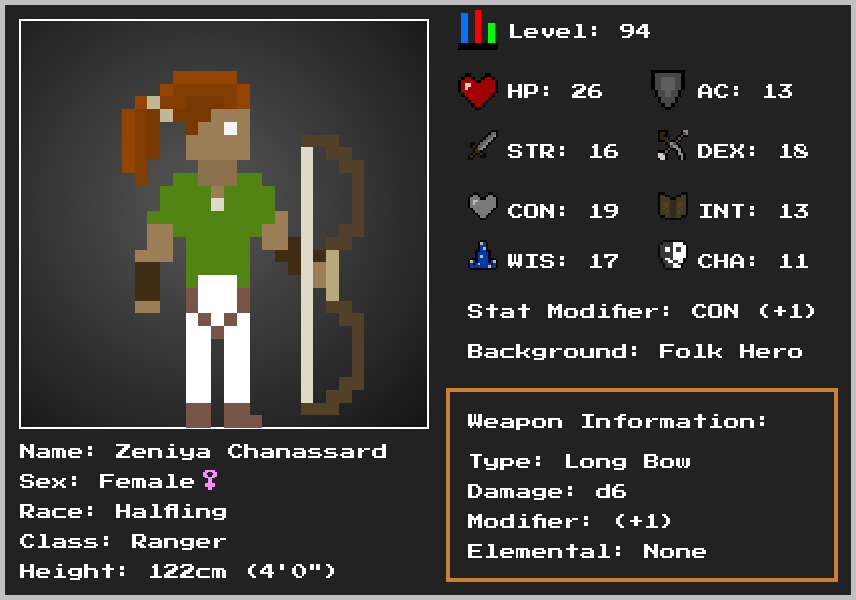 Level: 94
HP: 26
AC: 13
STR: 16
DEX: 18
CON: 19
INT: 13
WIS: 17
CHA: 11
Stat Modifier: CON (+1)
Background: Folk Hero
Weapon Information:
Type: Long Bow
Damage: d6
Modifier: (+1)
Elemental: None
Name: Zeniya Chanassard
Sex: Female♀
Race: Halfling
Class: Ranger
Height: 122cm (4'0")